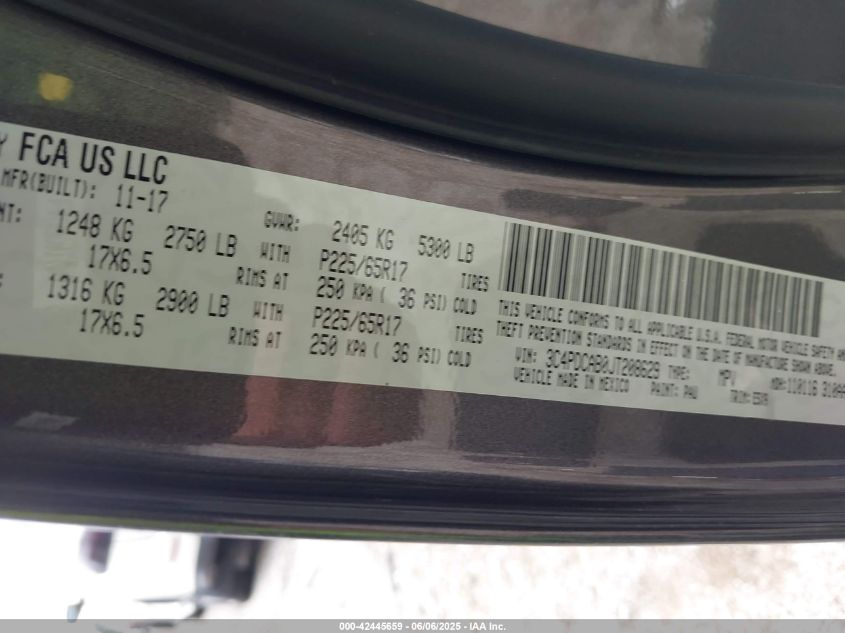 FCA US LLC
MFR(BUILT): 11-17 GVWR: 2405 KG 5300 LB
1248 KG 2750 LB WITH P225/65R17 TIRES
17X6.5 RIMS AT 250 KPA ( 36 PSI) COLD
1316 KG 2900 LB WITH P225/65R17 TIRES
17X6.5 RIMS AT 250 KPA ( 36 PSI) COLD
THIS VEHICLE CONFORMS TO ALL APPLICABLE U.S.A. FEDERAL MOTOR VEHICLE SAFETY
THEFT PREVENTION STANDARDS IN EFFECT ON THE DATE OF MANUFACTURE SHOWN ABOVE.
VIN: 3C4PDCAB0JT208629 TYPE: MPV MDH:110116
VEHICLE MADE IN MEXICO PAINT: PAU TRIM:
000-42445659 - 06/06/2025 - IAA Inc.